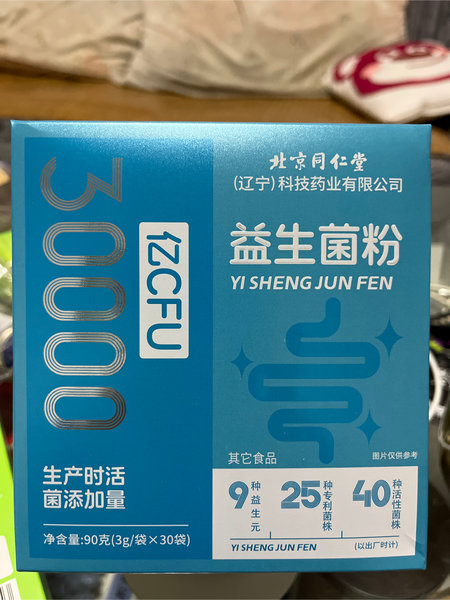 30000
亿CFU
生产时活
菌添加量
净含量:90克(3g/袋×30袋)
北京同仁堂
(辽宁)科技药业有限公司
益生菌粉
YI SHENG JUN FEN
图片仅供参考
其它食品
9种益生元
25种专利菌株
40种活性菌株
YI SHENG JUN FEN
(以出厂时计)